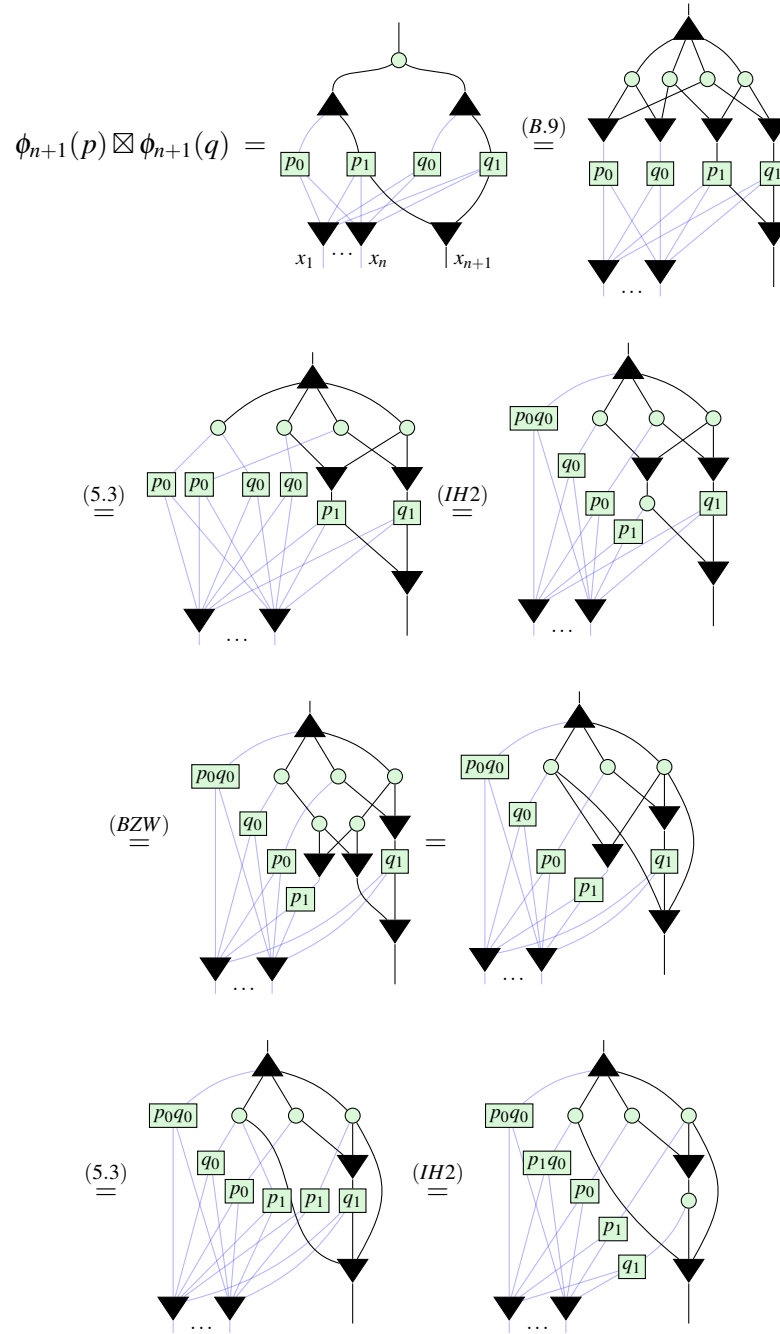 ϕₙ₊₁(p) ⊠ ϕₙ₊₁(q) = p₀ p₁ q₀ q₁ (B.9) = p₀ q₀ p₁ q₁
x₁ ⋯ xₙ xₙ₊₁
⋯
(5.3) = p₀ p₀ q₀ q₀ p₁ q₁ (IH2) = p₀q₀ q₀ p₀ p₁ q₁
⋯ ⋯
(BZW) = p₀q₀ q₀ p₀ p₁ q₁ = p₀q₀ q₀ p₀ p₁ q₁
⋯ ⋯
(5.3) = p₀q₀ q₀ p₀ p₁ p₁ q₁ (IH2) = p₀q₀ p₁q₀ p₀ p₁ q₁
⋯ ⋯